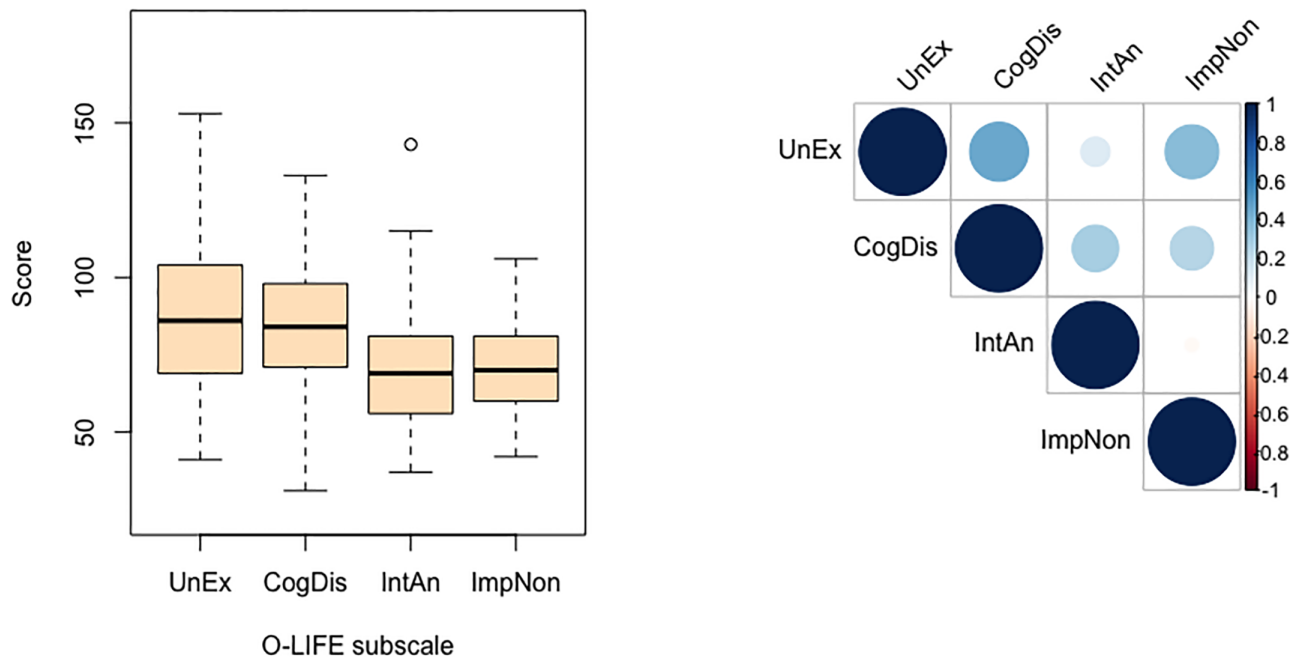 Score
150
100
50
UnEx CogDis IntAn ImpNon
O-LIFE subscale
UnEx CogDis IntAn ImpNon
UnEx
CogDis
IntAn
ImpNon
1
0.8
0.6
0.4
0.2
0
-0.2
-0.4
-0.6
-0.8
-1